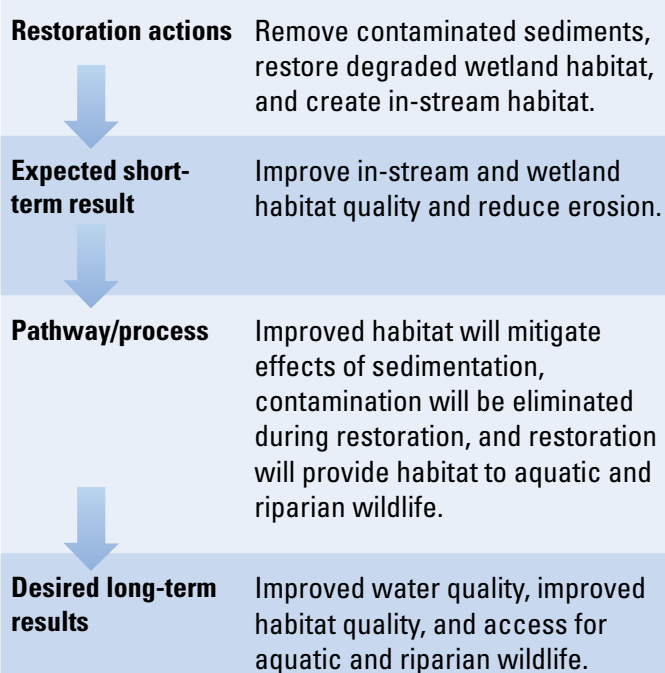 Restoration actions
Remove contaminated sediments,
restore degraded wetland habitat,
and create in-stream habitat.
Expected short-
term result
Improve in-stream and wetland
habitat quality and reduce erosion.
Pathway/process
Improved habitat will mitigate
effects of sedimentation,
contamination will be eliminated
during restoration, and restoration
will provide habitat to aquatic and
riparian wildlife.
Desired long-term
results
Improved water quality, improved
habitat quality, and access for
aquatic and riparian wildlife.